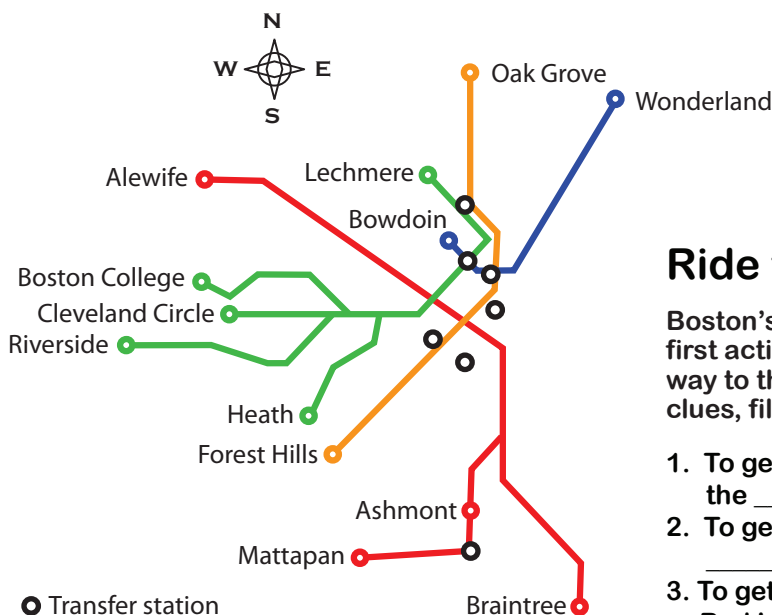 N
W E
S
Oak Grove
Wonderland
Lechmere
Alewife
Bowdoin
Boston College
Cleveland Circle
Riverside
Heath
Forest Hills
Ashmont
Mattapan
Transfer station
Braintree
Ride
Boston's
first acti
way to th
clues, fil
1. To ge
the __
2. To ge
_____
3. To get